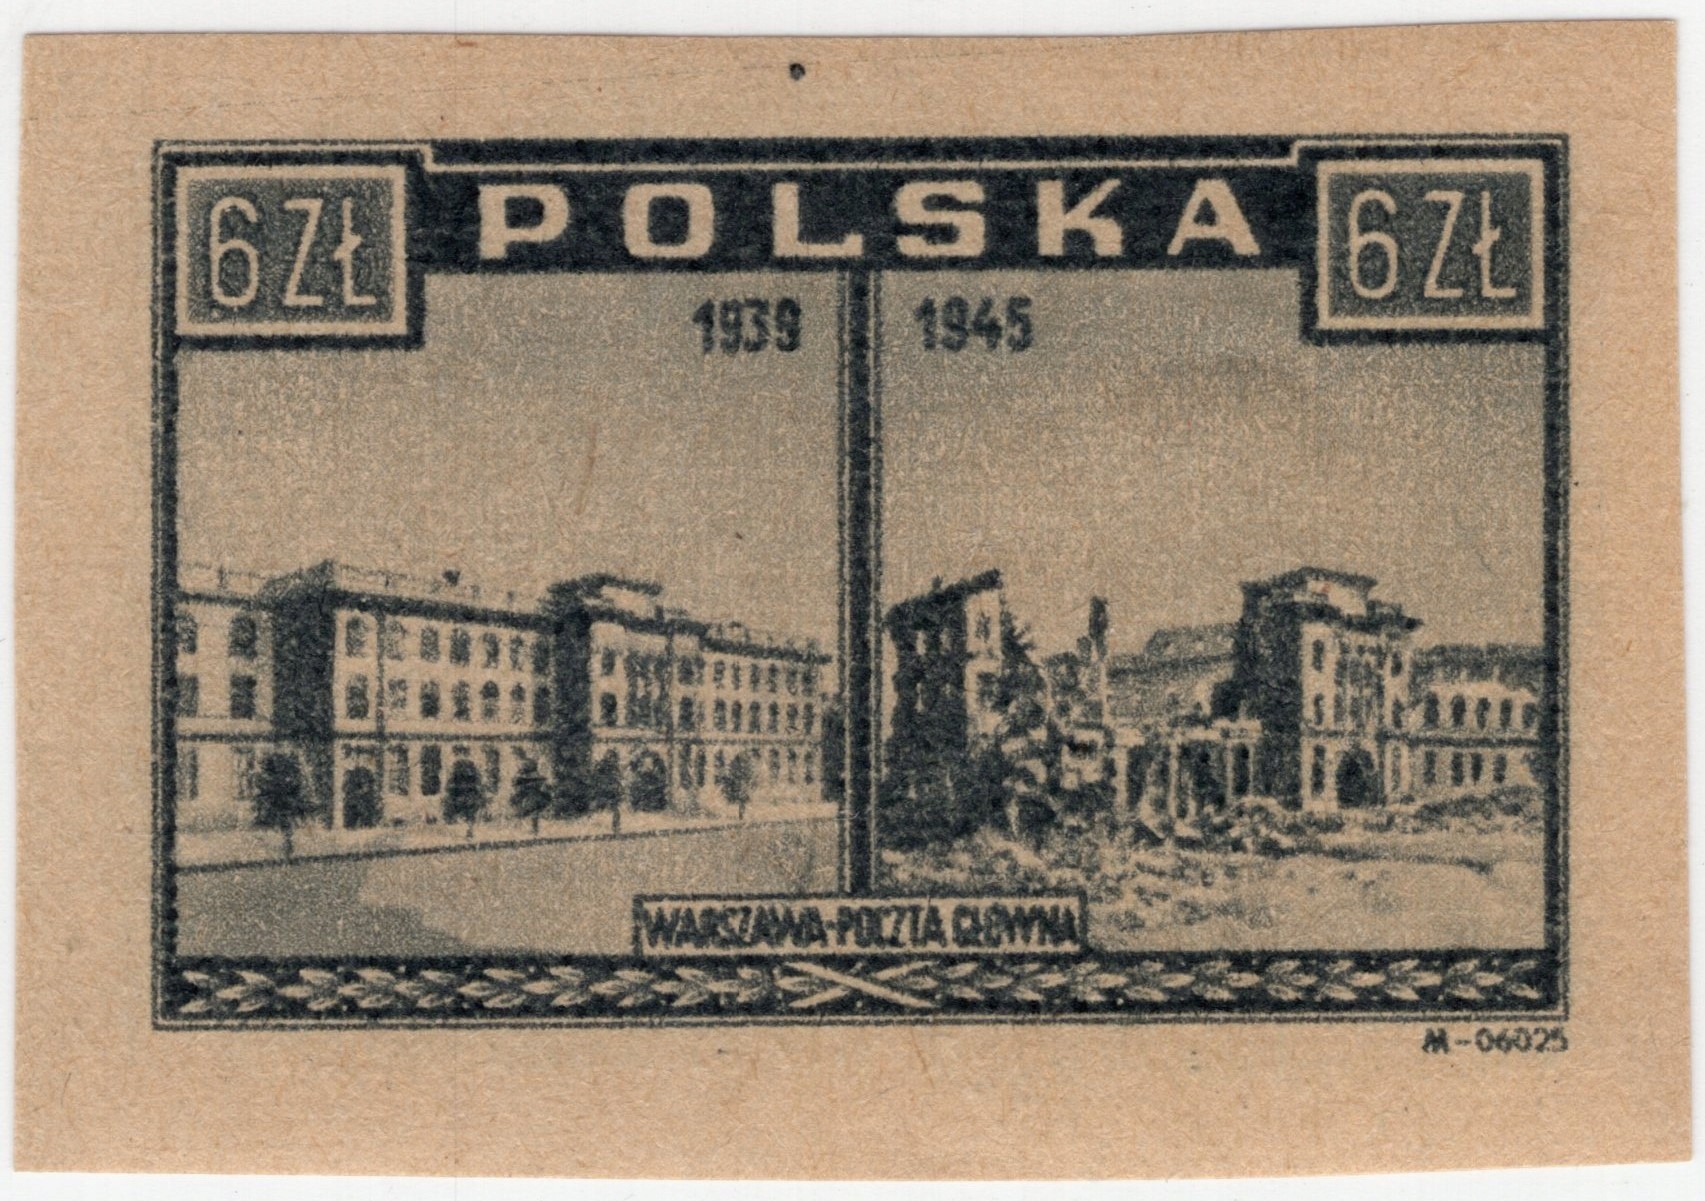 6 ZŁ POLSKA 6 ZŁ
1939 1945
WARSZAWA-POCZTA GŁÓWNA
M-06025